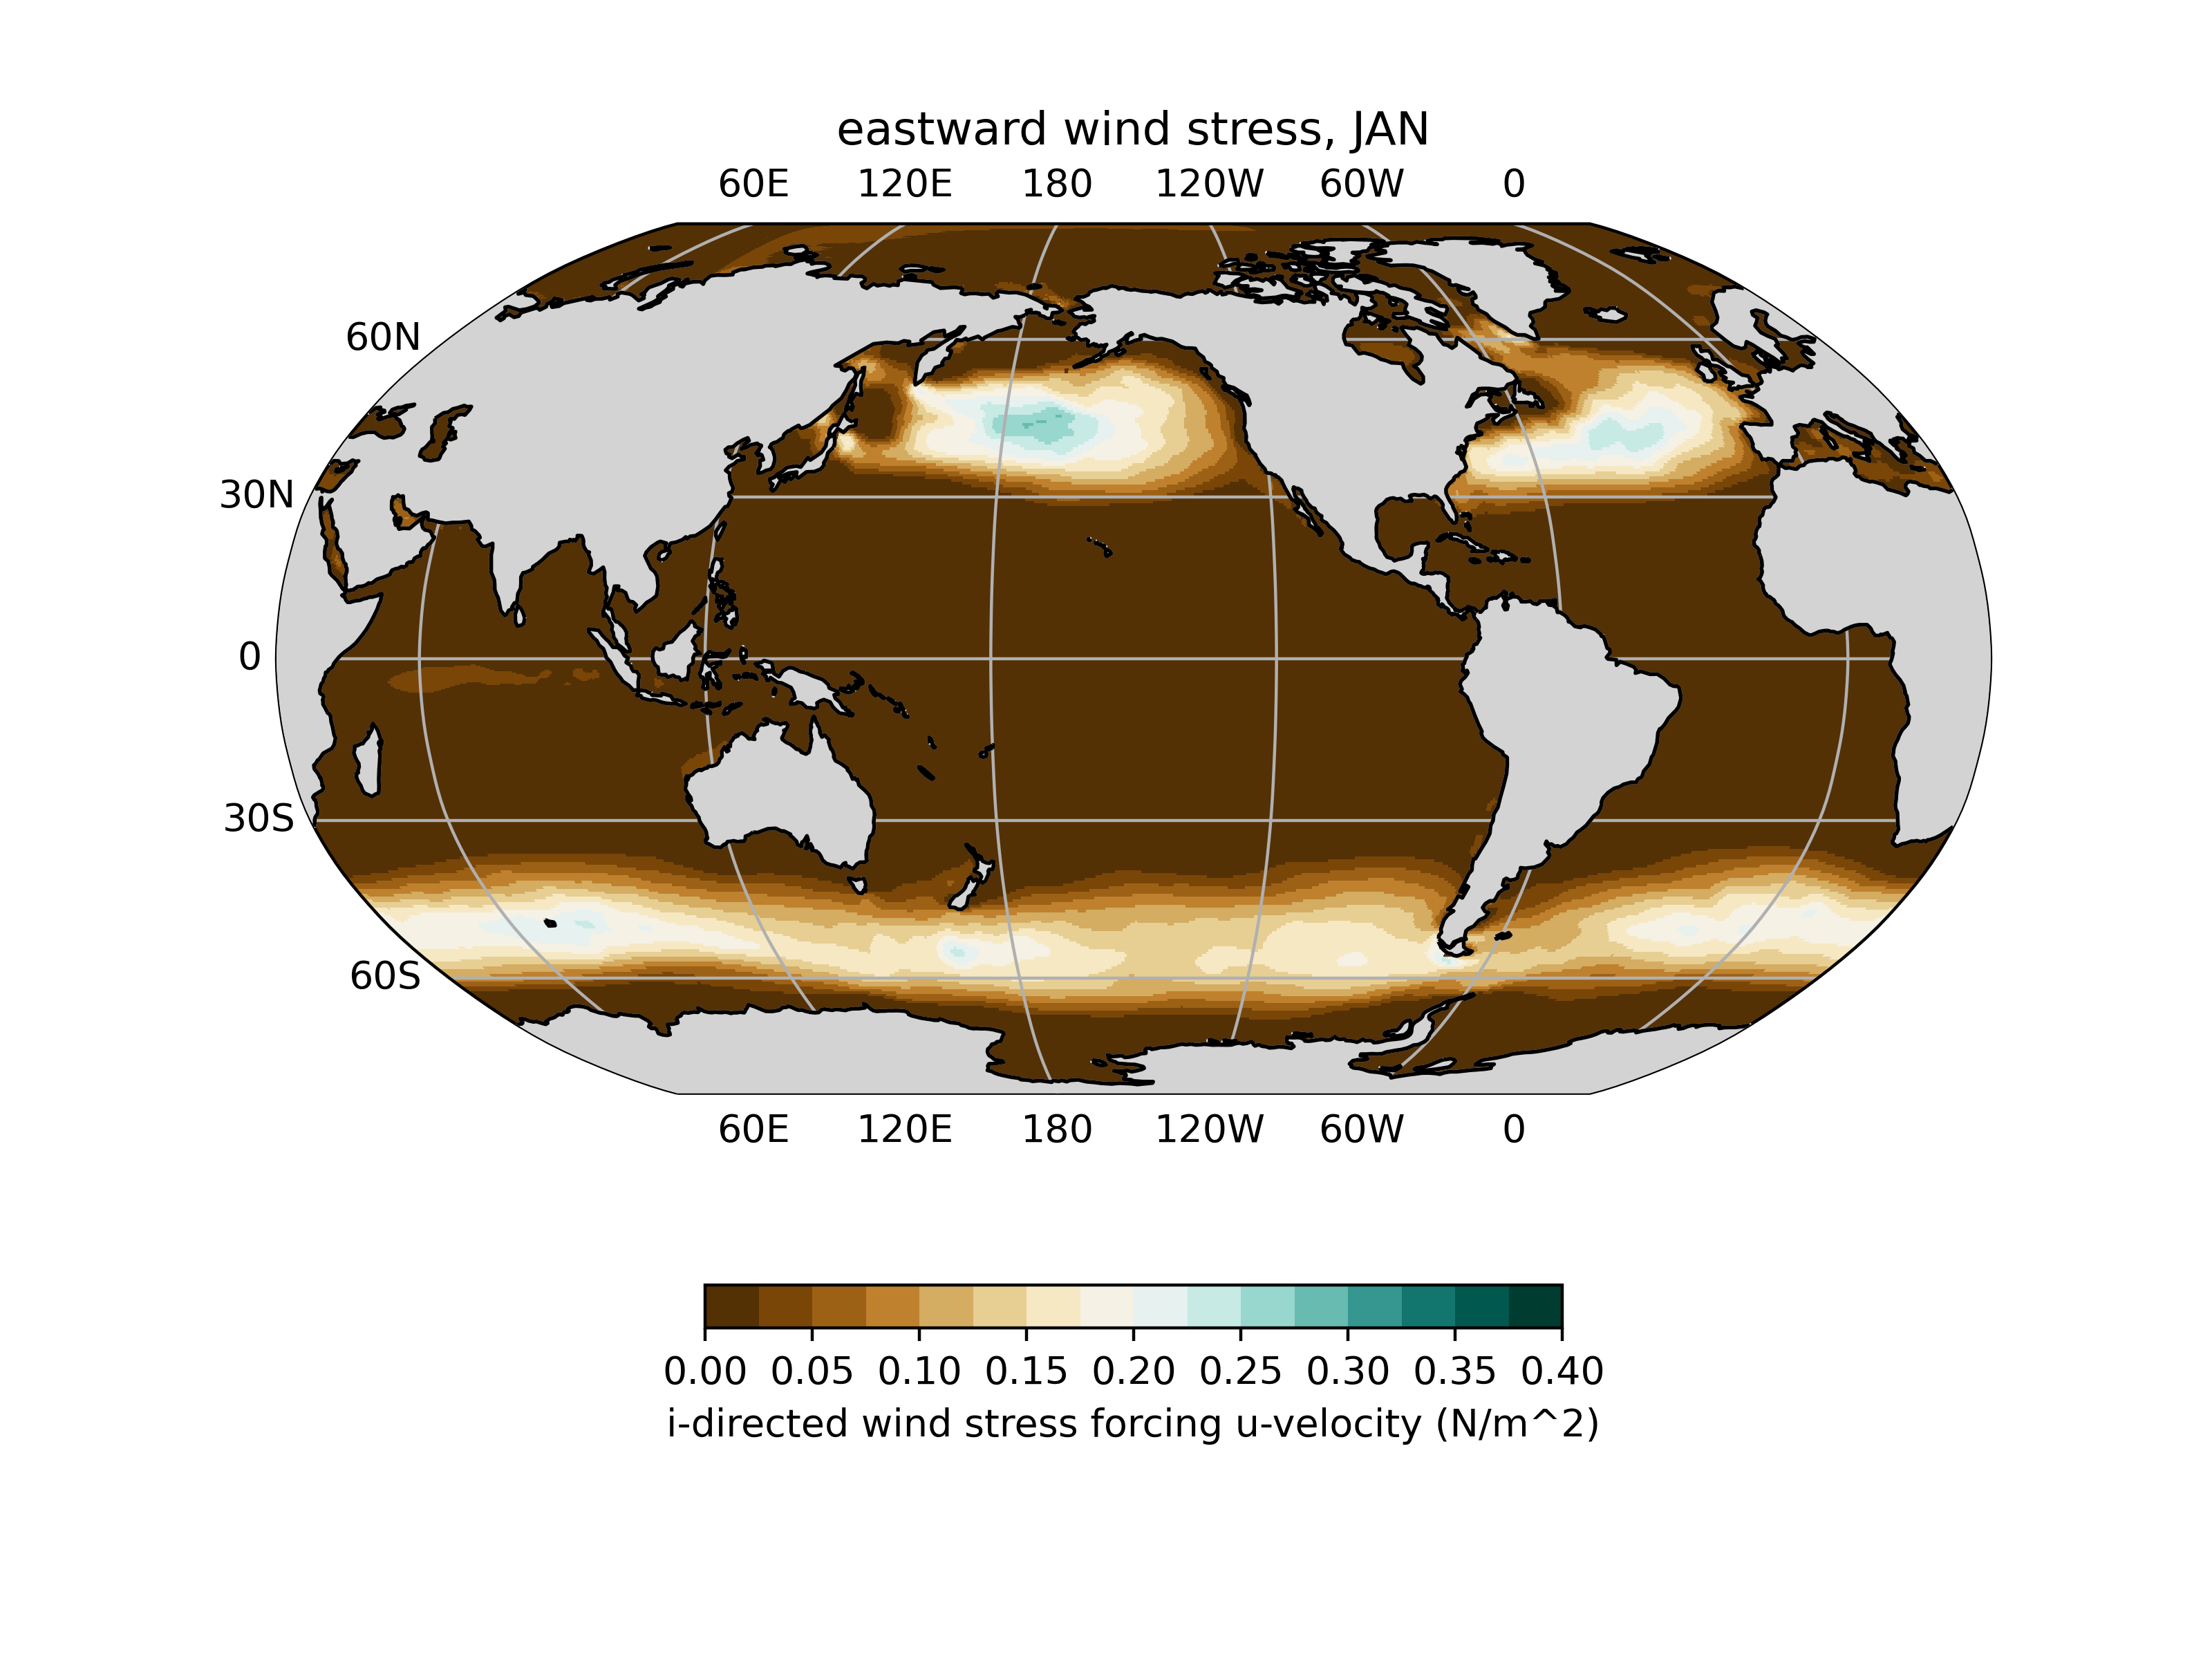 eastward wind stress, JAN
60E 120E 180 120W 60W 0
60N
30N
0
30S
60S
60E 120E 180 120W 60W 0
0.00 0.05 0.10 0.15 0.20 0.25 0.30 0.35 0.40
i-directed wind stress forcing u-velocity (N/m^2)